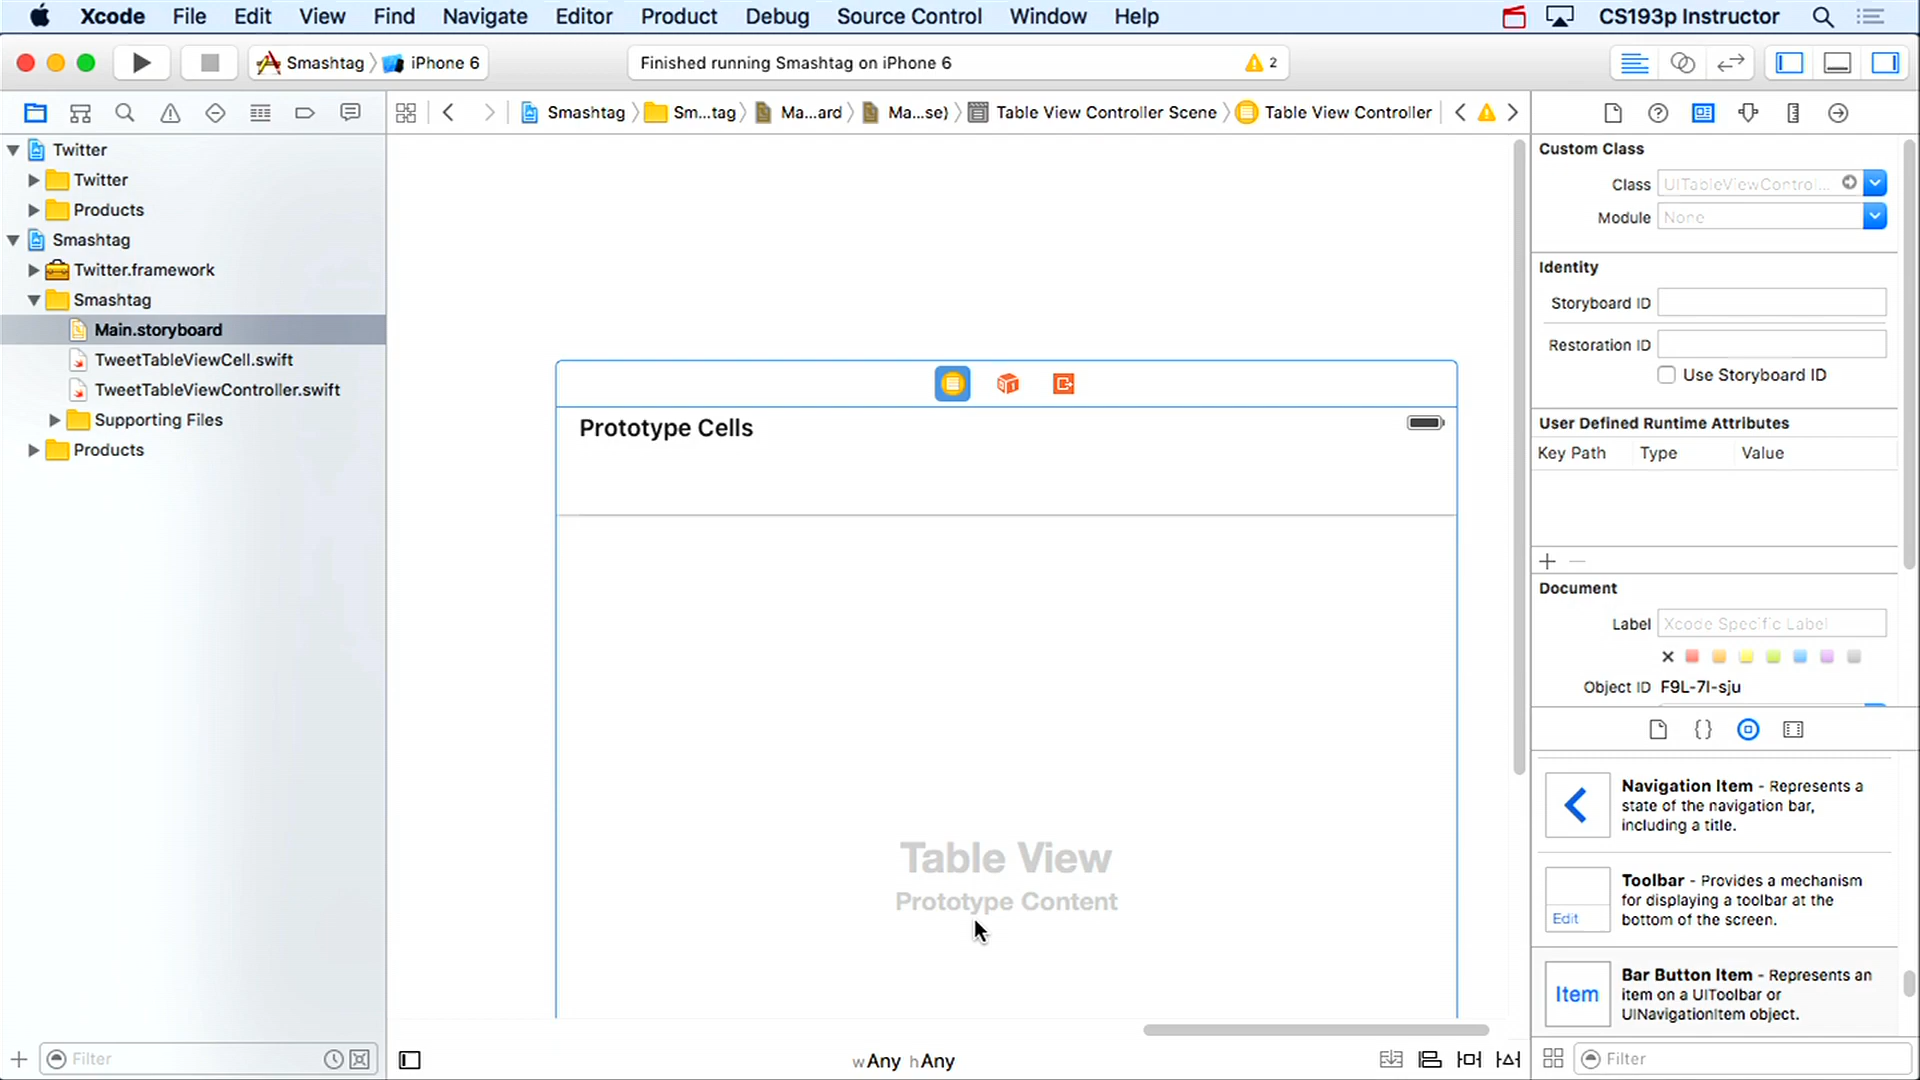 Xcode File Edit View Find Navigate Editor Product Debug Source Control Window Help CS193p Instructor
Smashtag iPhone 6 Finished running Smashtag on iPhone 6 2
Smashtag Sm...tag Ma...ard Ma...se) Table View Controller Scene Table View Controller
Twitter
Twitter
Products
Smashtag
Twitter.framework
Smashtag
Main.storyboard
TweetTableViewCell.swift
TweetTableViewController.swift
Supporting Files
Products
Filter
Prototype Cells
Table View
Prototype Content
wAny hAny
Custom Class
Class UITableViewControl...
Module None
Identity
Storyboard ID
Restoration ID
Use Storyboard ID
User Defined Runtime Attributes
Key Path Type Value
Document
Label Xcode Specific Label
Object ID F9L-7I-sju
Navigation Item - Represents a
state of the navigation bar,
including a title.
Edit
Toolbar - Provides a mechanism
for displaying a toolbar at the
bottom of the screen.
Item
Bar Button Item - Represents an
item on a UIToolbar or
UINavigationItem object.
Filter